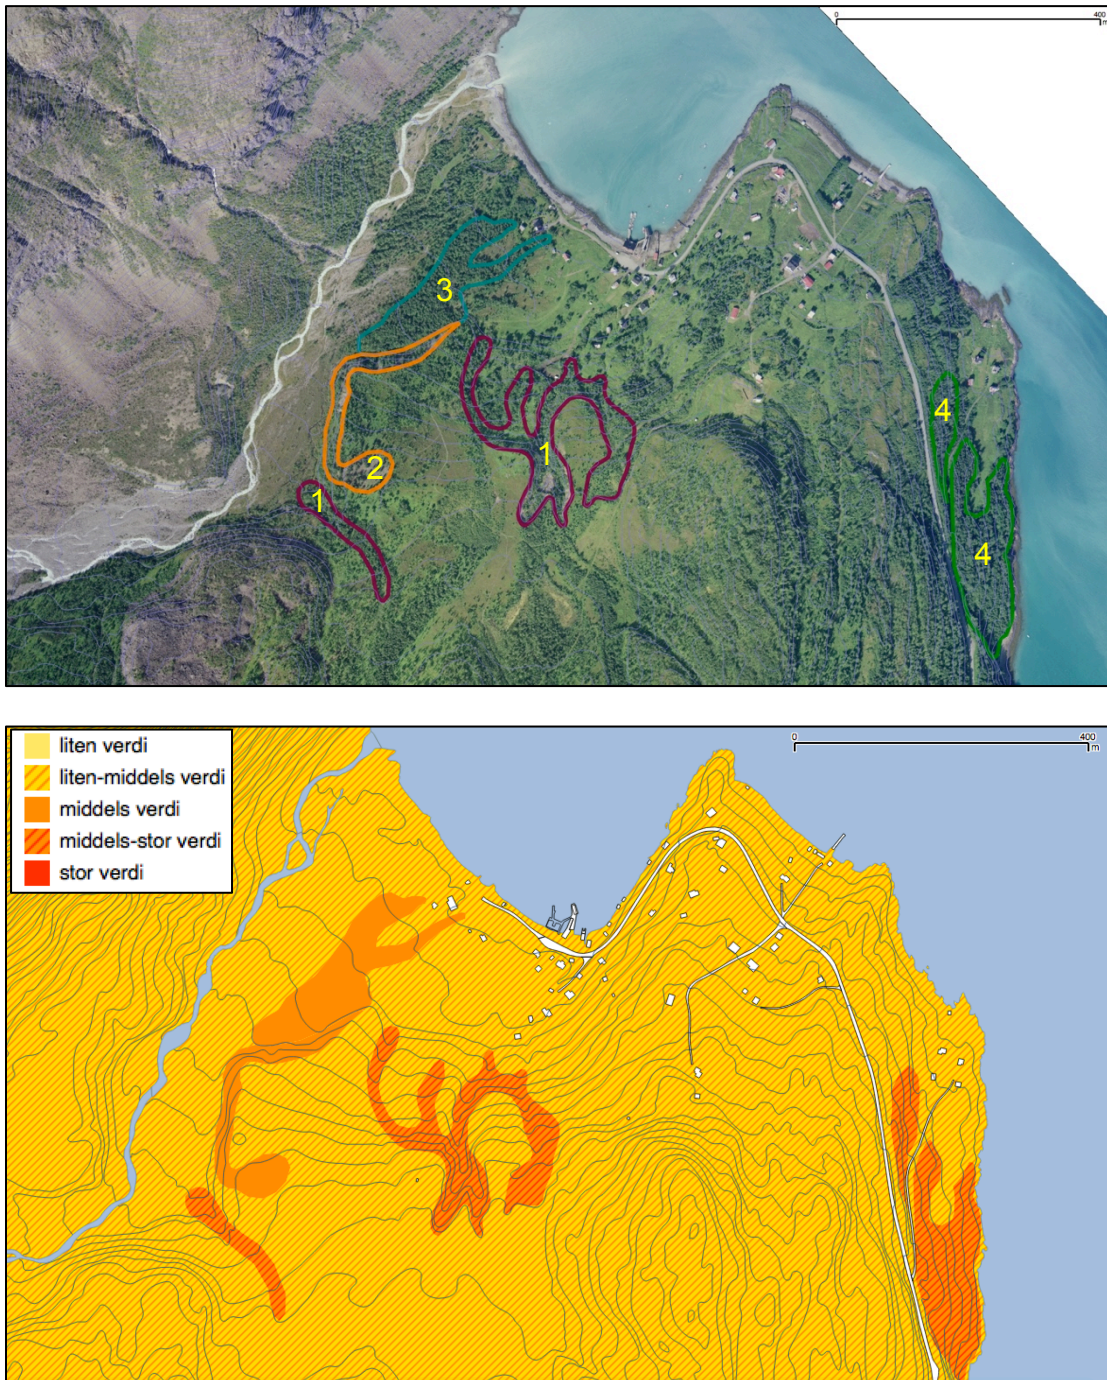 0 400
m
3
1
2
1
4
4
liten verdi
liten-middels verdi
middels verdi
middels-stor verdi
stor verdi
0 400
m